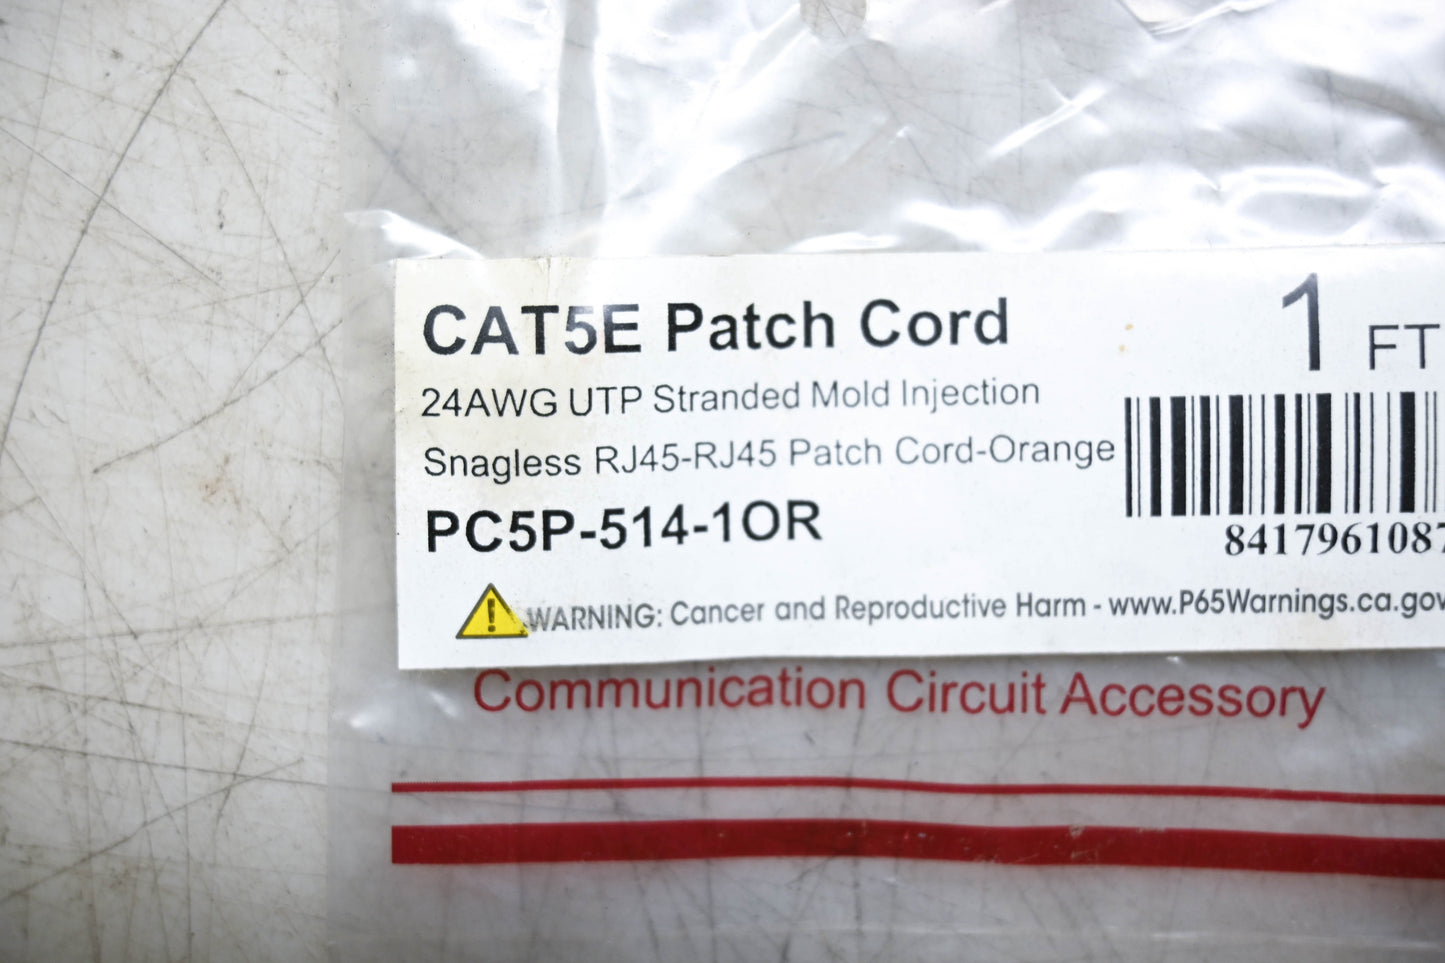 CAT5E Patch Cord
1 FT
24AWG UTP Stranded Mold Injection
Snagless RJ45-RJ45 Patch Cord-Orange
PC5P-514-1OR
8417961087
WARNING: Cancer and Reproductive Harm - www.P65Warnings.ca.gov
Communication Circuit Accessory